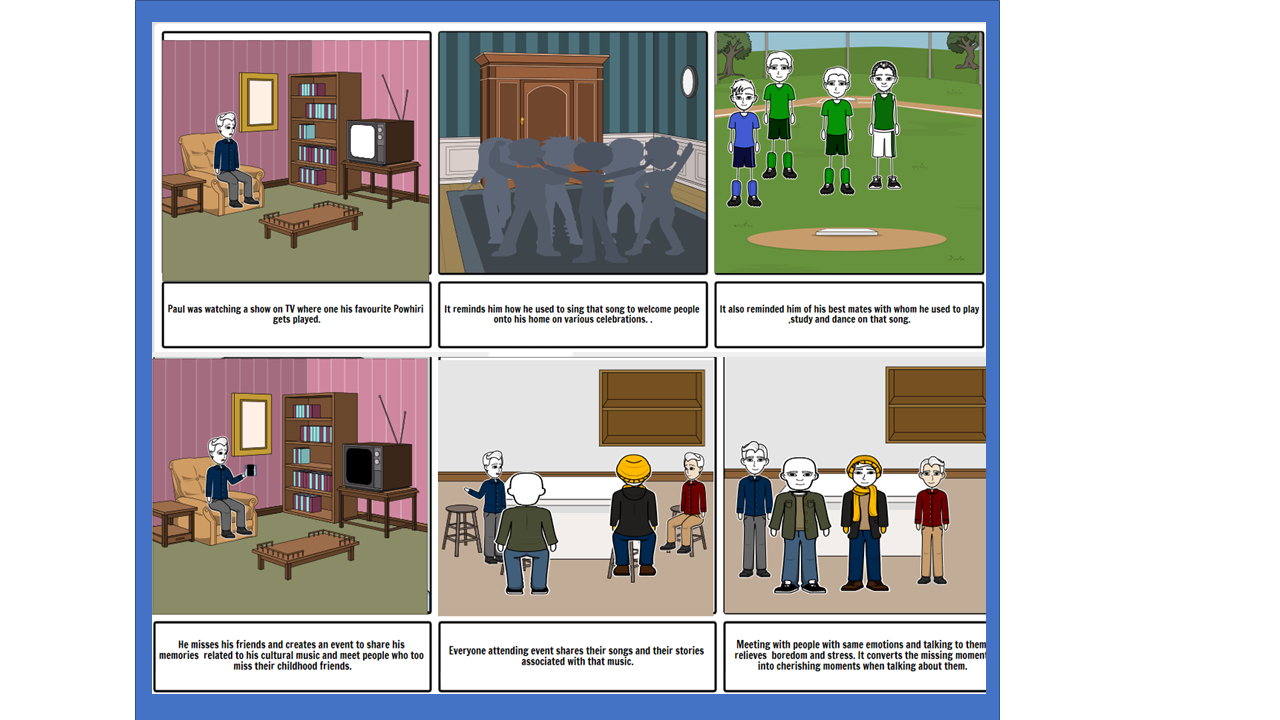 Paul was watching a show on TV where one his favourite Powhiri
gets played.
It reminds him how he used to sing that song to welcome people
onto his home on various celebrations. .
It also reminded him of his best mates with whom he used to play
,study and dance on that song.
He misses his friends and creates an event to share his
memories related to his cultural music and meet people who too
miss their childhood friends.
Everyone attending event shares their songs and their stories
associated with that music.
Meeting with people with same emotions and talking to them
relieves boredom and stress. It converts the missing moment
into cherishing moments when talking about them.